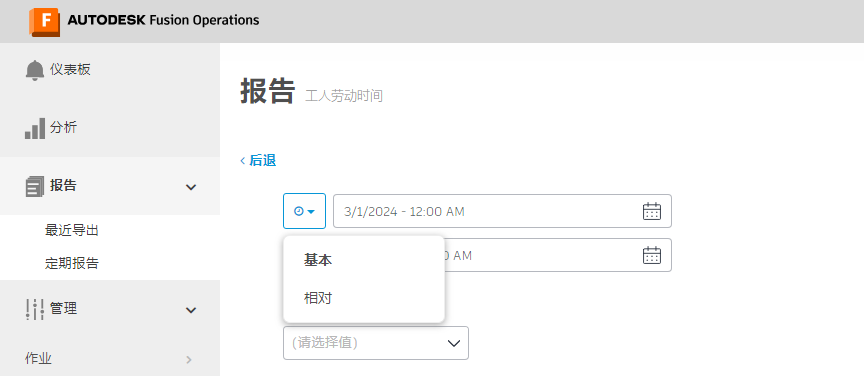 AUTODESK Fusion Operations
仪表板
分析
报告
最近导出
定期报告
管理
作业
报告 工人劳动时间
< 后退
3/1/2024 - 12:00 AM
AM
基本
相对
(请选择值)